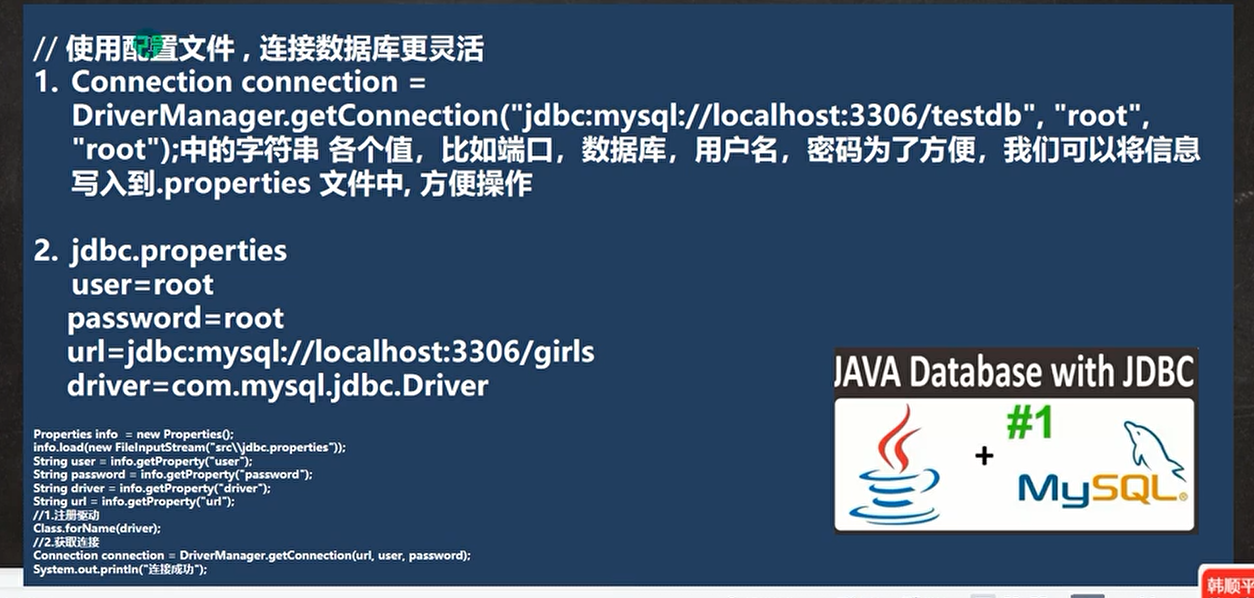 // 使用配置文件，连接数据库更灵活
1. Connection connection =
DriverManager.getConnection("jdbc:mysql://localhost:3306/testdb", "root",
"root");中的字符串 各个值，比如端口，数据库，用户名，密码为了方便，我们可以将信息
写入到.properties 文件中, 方便操作
2. jdbc.properties
user=root
password=root
url=jdbc:mysql://localhost:3306/girls
driver=com.mysql.jdbc.Driver
Properties info  = new Properties();
info.load(new FileInputStream("src\\jdbc.properties"));
String user = info.getProperty("user");
String password = info.getProperty("password");
String driver = info.getProperty("driver");
String url = info.getProperty("url");
//1.注册驱动
Class.forName(driver);
//2.获取连接
Connection connection = DriverManager.getConnection(url, user, password);
System.out.println("连接成功");
JAVA Database with JDBC
#1
+
MySQL®
韩顺平